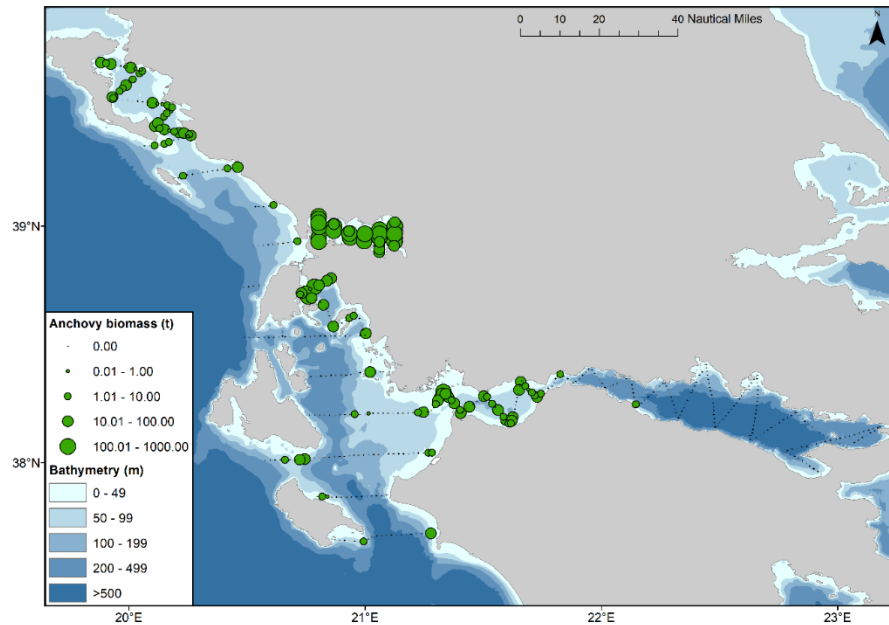 0 10 20 40 Nautical Miles
N
39°N
38°N
Anchovy biomass (t)
0.00
0.01 - 1.00
1.01 - 10.00
10.01 - 100.00
100.01 - 1000.00
Bathymetry (m)
0 - 49
50 - 99
100 - 199
200 - 499
>500
20°E 21°E 22°E 23°E